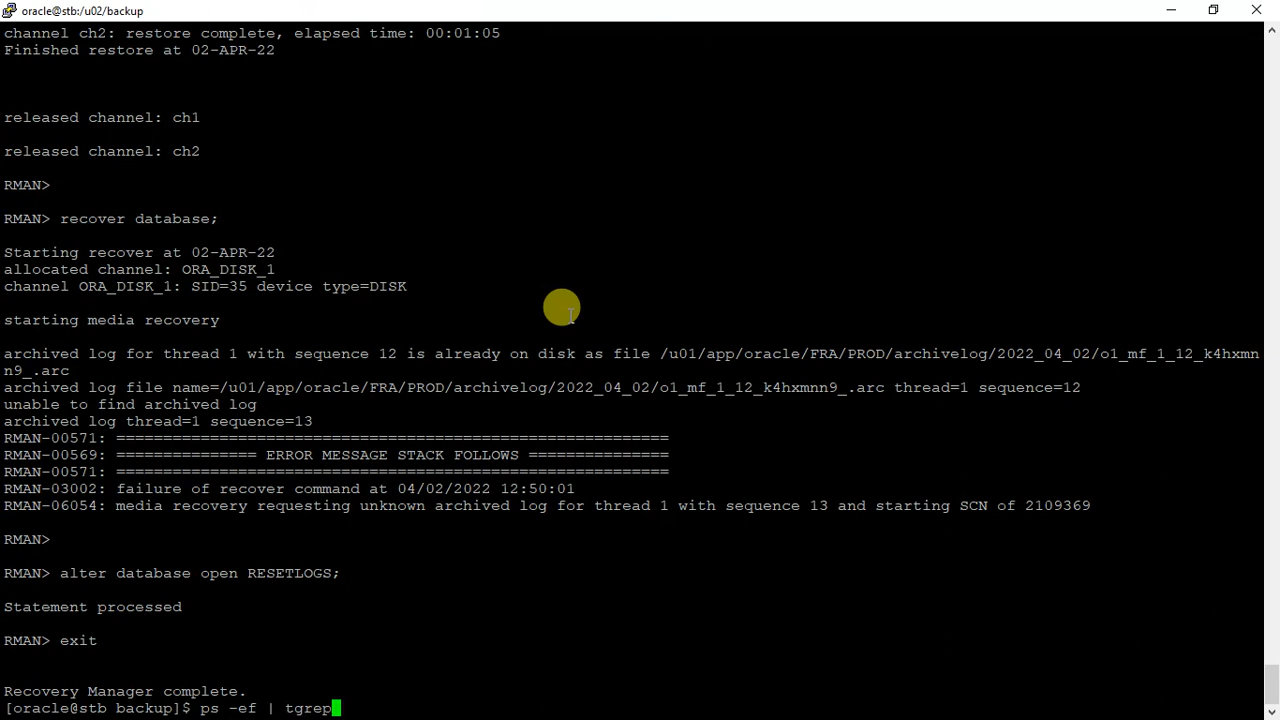 oracle@stb:/u02/backup
channel ch2: restore complete, elapsed time: 00:01:05
Finished restore at 02-APR-22
released channel: ch1
released channel: ch2
RMAN>
RMAN> recover database;
Starting recover at 02-APR-22
allocated channel: ORA_DISK_1
channel ORA_DISK_1: SID=35 device type=DISK
starting media recovery
archived log for thread 1 with sequence 12 is already on disk as file /u01/app/oracle/FRA/PROD/archivelog/2022_04_02/o1_mf_1_12_k4hxmn
n9_.arc
archived log file name=/u01/app/oracle/FRA/PROD/archivelog/2022_04_02/o1_mf_1_12_k4hxmnn9_.arc thread=1 sequence=12
unable to find archived log
archived log thread=1 sequence=13
RMAN-00571: ===========================================================
RMAN-00569: =============== ERROR MESSAGE STACK FOLLOWS ===============
RMAN-00571: ===========================================================
RMAN-03002: failure of recover command at 04/02/2022 12:50:01
RMAN-06054: media recovery requesting unknown archived log for thread 1 with sequence 13 and starting SCN of 2109369
RMAN>
RMAN> alter database open RESETLOGS;
Statement processed
RMAN> exit
Recovery Manager complete.
[oracle@stb backup]$ ps -ef | tgrep